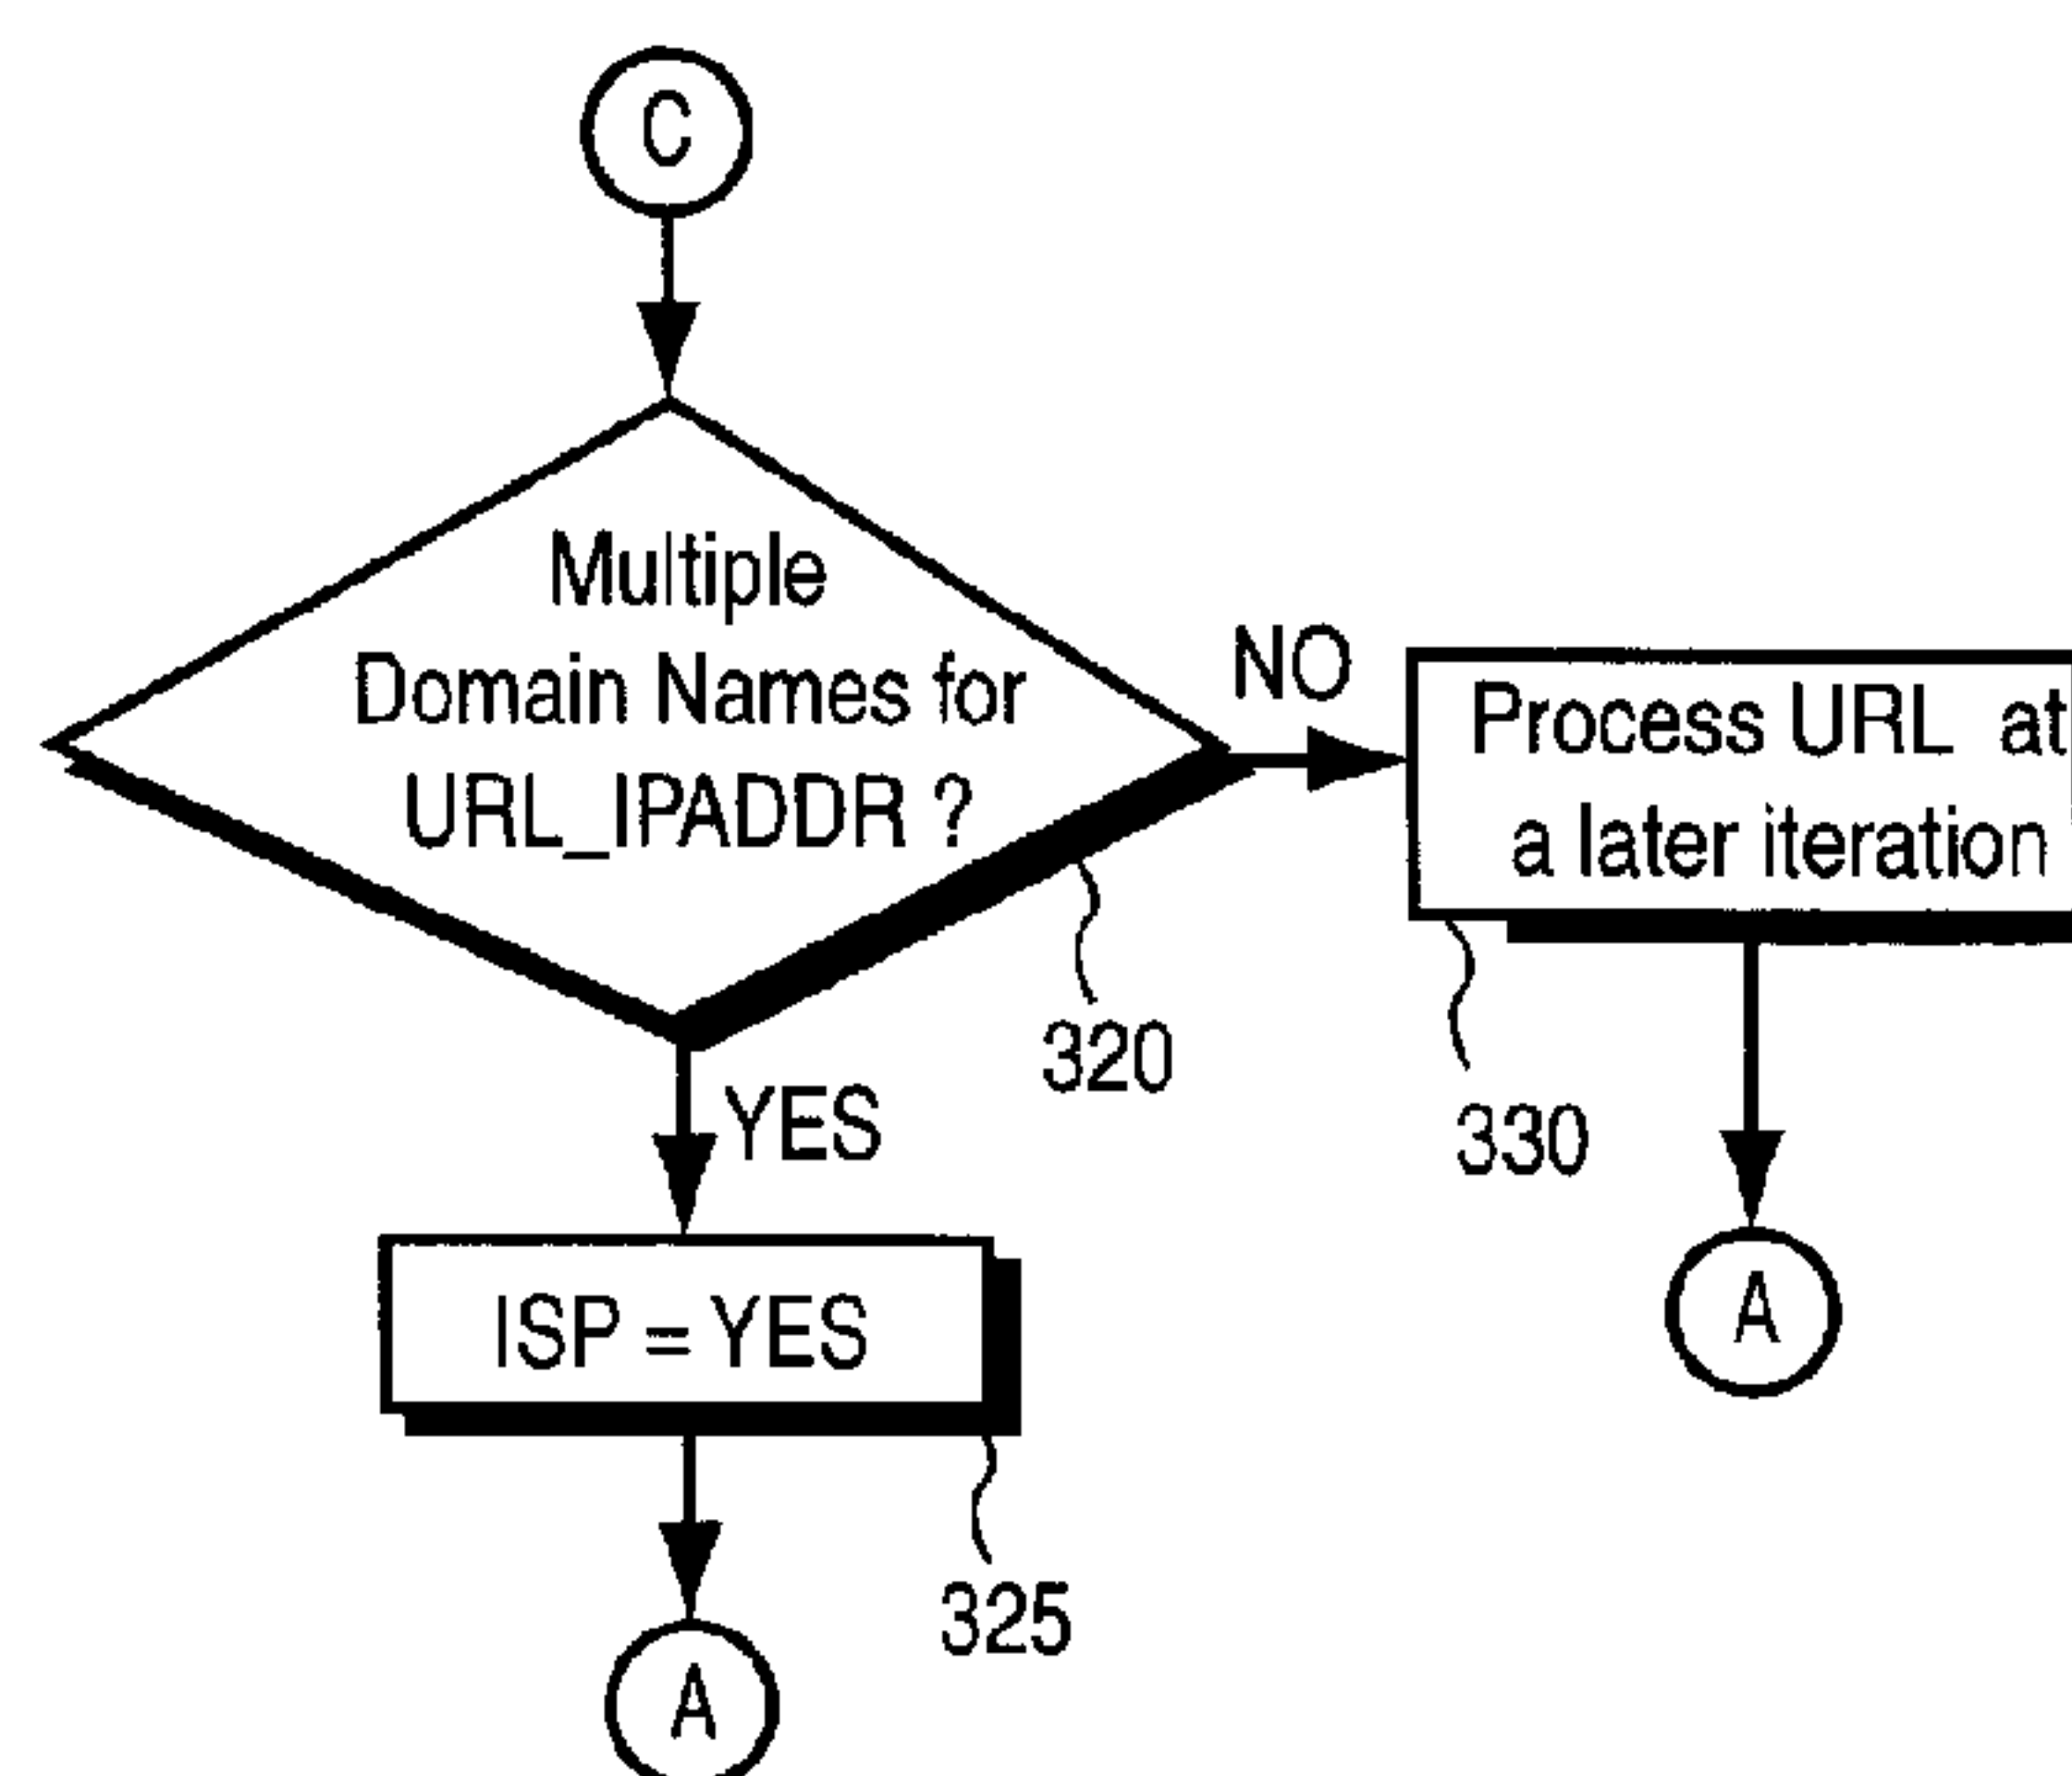 C
Multiple
Domain Names for
URL_IPADDR ?
NO
Process URL at
a later iteration
320
330
YES
ISP = YES
A
325
A